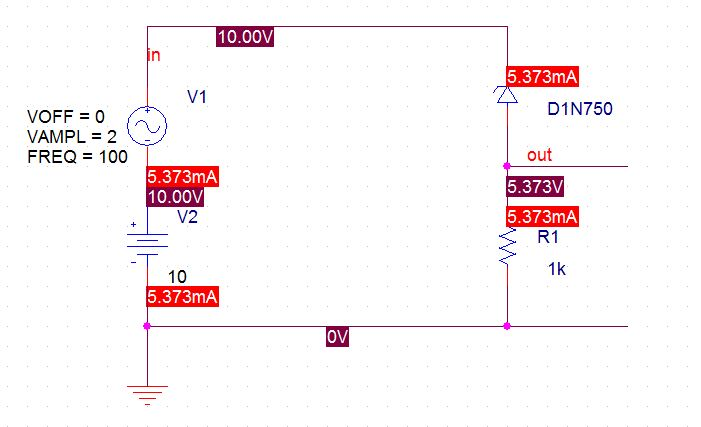 10.00V
in
5.373mA
V1
D1N750
VOFF = 0
VAMPL = 2
FREQ = 100
+
-
out
5.373mA
5.373V
10.00V
5.373mA
V2
+
R1
-
1k
10
5.373mA
0V